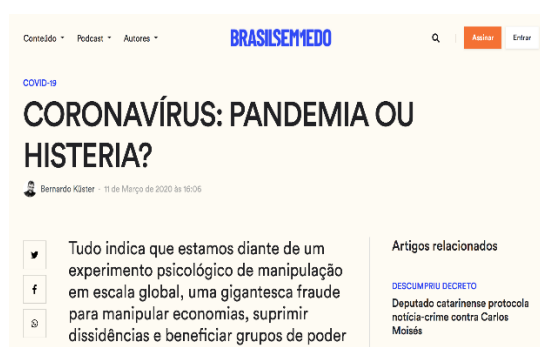 Conteúdo Podcast Autores BRASILSEMMEDO Assinar Entrar
COVID-19
CORONAVÍRUS: PANDEMIA OU
HISTERIA?
Bernardo Küster - 11 de Março de 2020 às 16:06
Tudo indica que estamos diante de um
experimento psicológico de manipulação
em escala global, uma gigantesca fraude
para manipular economias, suprimir
dissidências e beneficiar grupos de poder
Artigos relacionados
DESCUMPRIU DECRETO
Deputado catarinense protocola
notícia-crime contra Carlos
Moisés